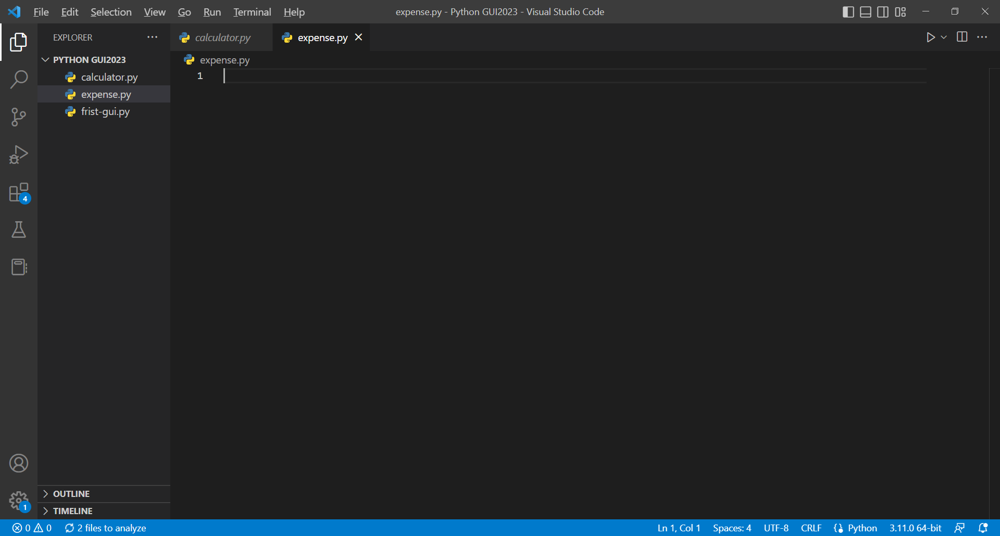 File Edit Selection View Go Run Terminal Help expense.py - Python GUI2023 - Visual Studio Code
EXPLORER
calculator.py expense.py
PYTHON GUI2023
expense.py
calculator.py
1
expense.py
frist-gui.py
4
OUTLINE
1
TIMELINE
0 0 2 files to analyze Ln 1, Col 1 Spaces: 4 UTF-8 CRLF Python 3.11.0 64-bit